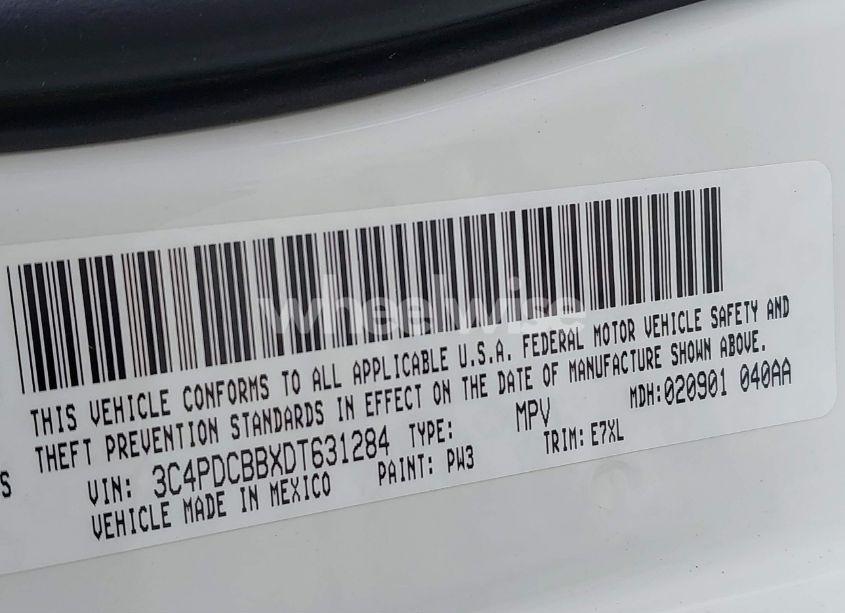 wheelwise
THIS VEHICLE CONFORMS TO ALL APPLICABLE U.S.A. FEDERAL MOTOR VEHICLE SAFETY AND
THEFT PREVENTION STANDARDS IN EFFECT ON THE DATE OF MANUFACTURE SHOWN ABOVE.
S VIN: 3C4PDCBBXDT631284 TYPE: MPV MDH:020901 040AA
VEHICLE MADE IN MEXICO PAINT: PW3 TRIM: E7XL